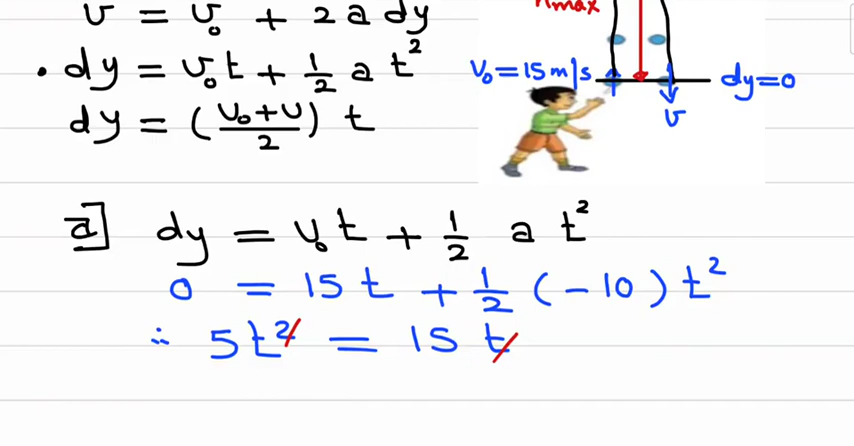 v = v₀ + 2 a dy
hmax
• dy = v₀t + 1/2 a t²
v₀ = 15 m/s
dy = 0
dy = (v₀ + v / 2) t
v
a] dy = v₀t + 1/2 a t²
0 = 15 t + 1/2 (-10) t²
∴ 5t² = 15 t